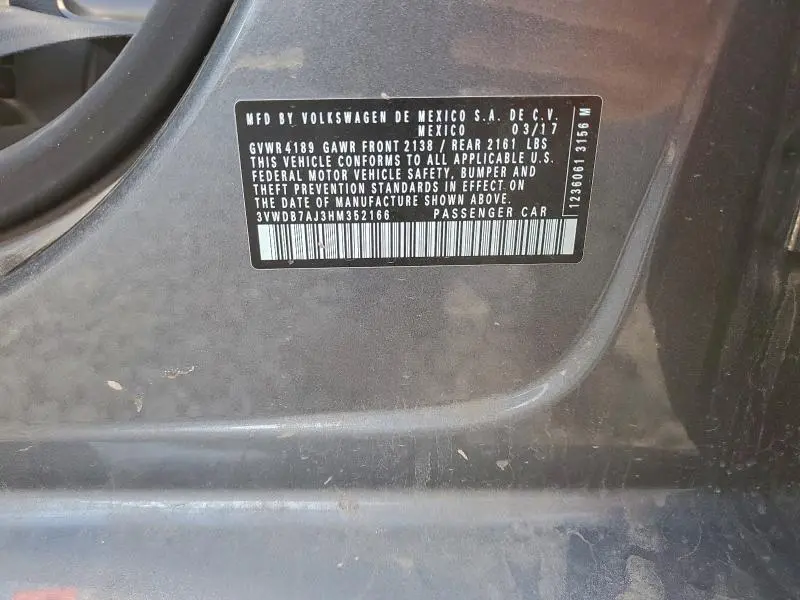 MFD BY VOLKSWAGEN DE MEXICO S.A. DE C.V.
MEXICO 03/17
GVWR 4189 GAWR FRONT 2138 / REAR 2161 LBS
THIS VEHICLE CONFORMS TO ALL APPLICABLE U.S.
FEDERAL MOTOR VEHICLE SAFETY, BUMPER AND
THEFT PREVENTION STANDARDS IN EFFECT ON
THE DATE OF MANUFACTURE SHOWN ABOVE.
3VWDB7AJ3HM352166 PASSENGER CAR
1236061 3156 M